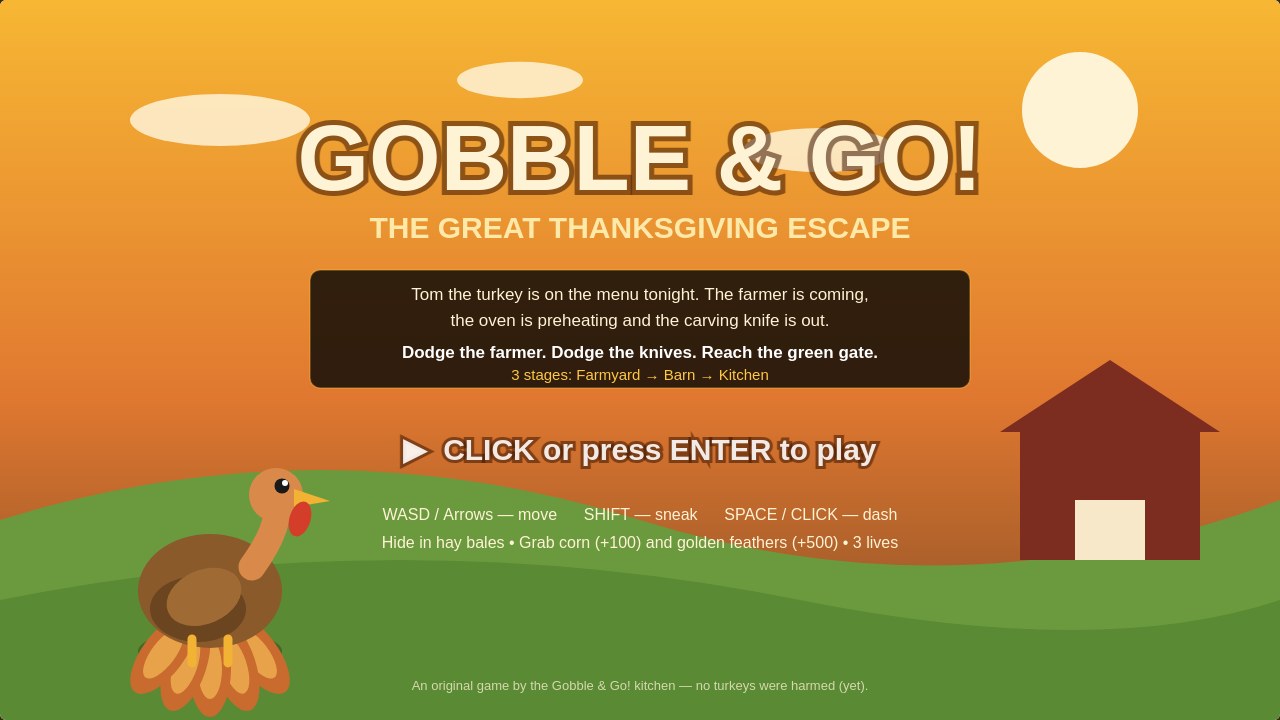 GOBBLE & GO!
THE GREAT THANKSGIVING ESCAPE
Tom the turkey is on the menu tonight. The farmer is coming,
the oven is preheating and the carving knife is out.
Dodge the farmer. Dodge the knives. Reach the green gate.
3 stages: Farmyard → Barn → Kitchen
▶ CLICK or press ENTER to play
WASD / Arrows — move SHIFT — sneak SPACE / CLICK — dash
Hide in hay bales • Grab corn (+100) and golden feathers (+500) • 3 lives
An original game by the Gobble & Go! kitchen — no turkeys were harmed (yet).